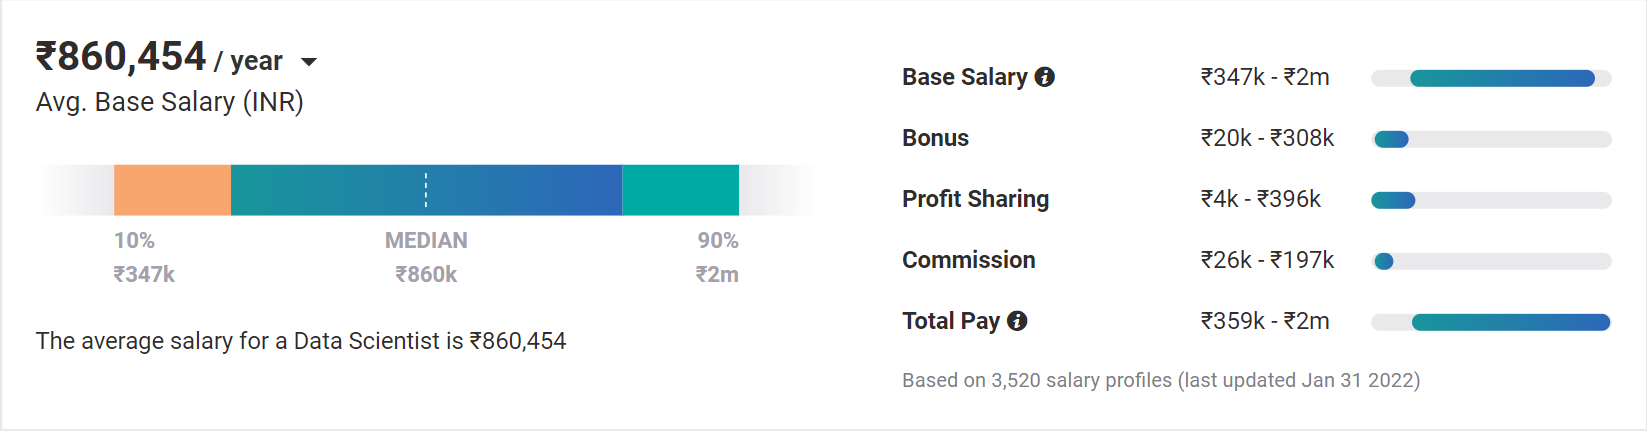 ₹860,454 / year
Avg. Base Salary (INR)
10% MEDIAN 90%
₹347k ₹860k ₹2m
The average salary for a Data Scientist is ₹860,454
Base Salary ₹347k - ₹2m
Bonus ₹20k - ₹308k
Profit Sharing ₹4k - ₹396k
Commission ₹26k - ₹197k
Total Pay ₹359k - ₹2m
Based on 3,520 salary profiles (last updated Jan 31 2022)